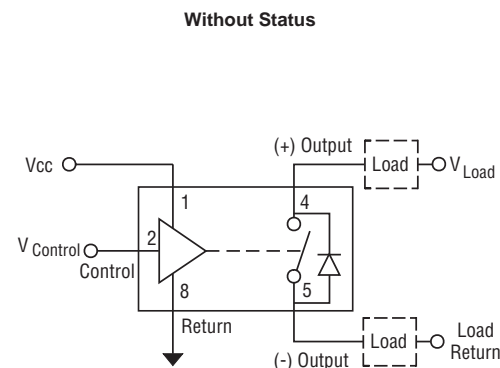 Without Status
(+) Output
Load
V Load
Vcc
1
4
V Control
2
Control
8
5
Return
Load
Load Return
(-) Output